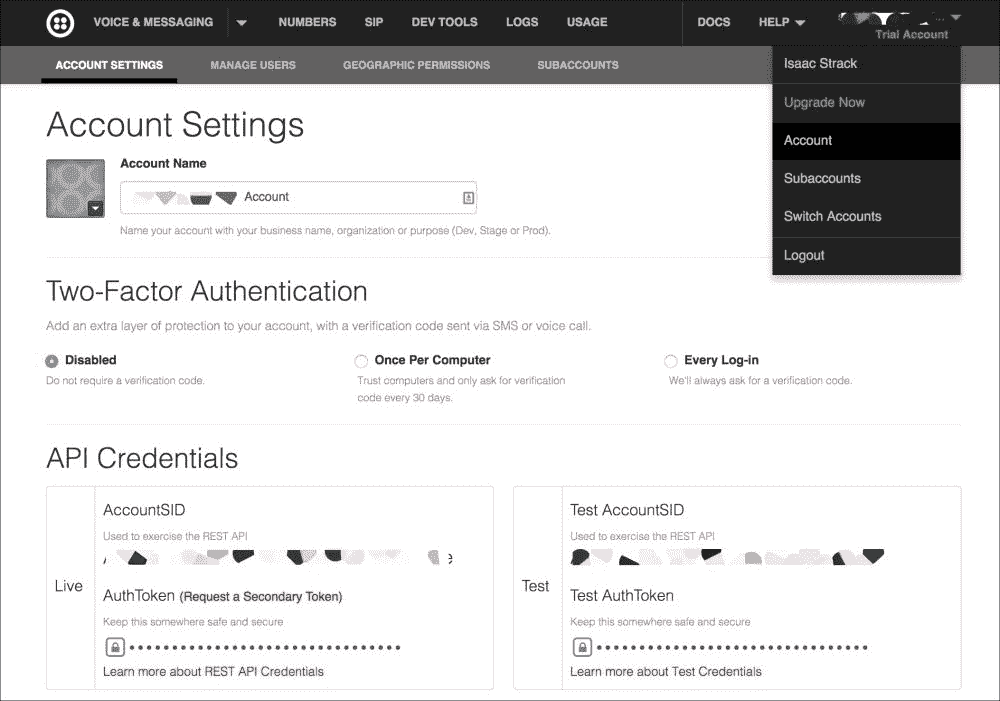 VOICE & MESSAGING NUMBERS SIP DEV TOOLS LOGS USAGE DOCS HELP
Trial Account
ACCOUNT SETTINGS MANAGE USERS GEOGRAPHIC PERMISSIONS SUBACCOUNTS
Isaac Strack
Upgrade Now
Account
Subaccounts
Switch Accounts
Logout
Account Settings
Account Name
Account
Name your account with your business name, organization or purpose (Dev, Stage or Prod).
Two-Factor Authentication
Add an extra layer of protection to your account, with a verification code sent via SMS or voice call.
Disabled
Do not require a verification code.
Once Per Computer
Trust computers and only ask for verification
code every 30 days.
Every Log-in
We'll always ask for a verification code.
API Credentials
Live
AccountSID
Used to exercise the REST API
AuthToken (Request a Secondary Token)
Keep this somewhere safe and secure
Learn more about REST API Credentials
Test
Test AccountSID
Used to exercise the REST API
Test AuthToken
Keep this somewhere safe and secure
Learn more about Test Credentials